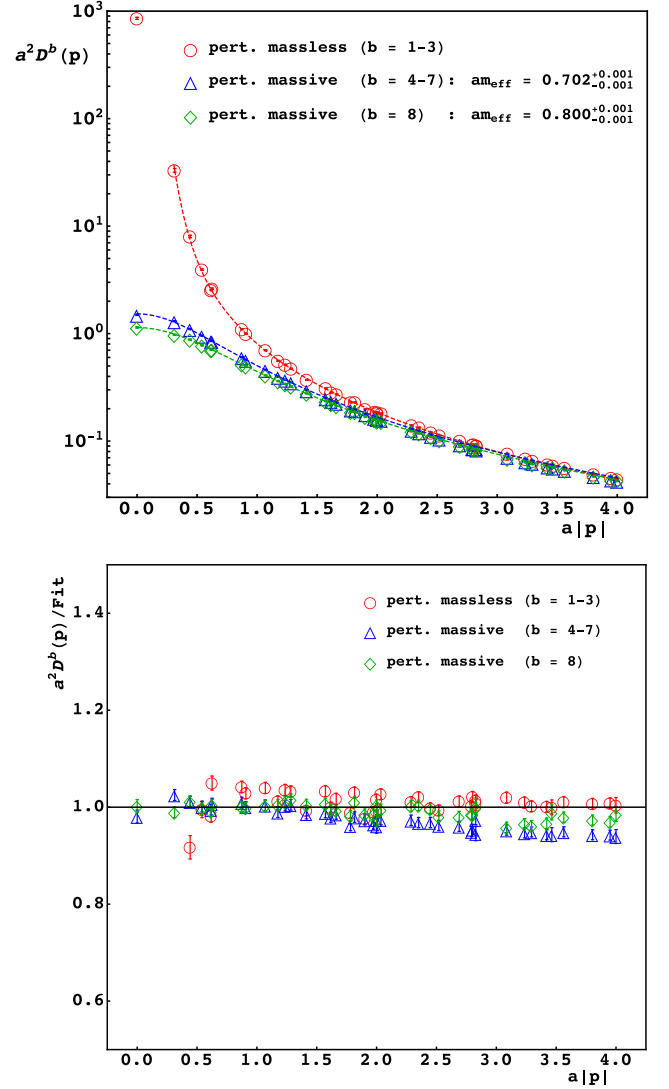 a²Dᵇ(p)
10³
10²
10¹
10⁰
10⁻¹
pert. massless (b = 1-3)
pert. massive (b = 4-7): am_eff = 0.702 +0.001 -0.001
pert. massive (b = 8) : am_eff = 0.800 +0.001 -0.001
0.0 0.5 1.0 1.5 2.0 2.5 3.0 3.5 4.0
a|p|
a²Dᵇ(p)/Fit
1.4
1.2
1.0
0.8
0.6
pert. massless (b = 1-3)
pert. massive (b = 4-7)
pert. massive (b = 8)
0.0 0.5 1.0 1.5 2.0 2.5 3.0 3.5 4.0
a|p|